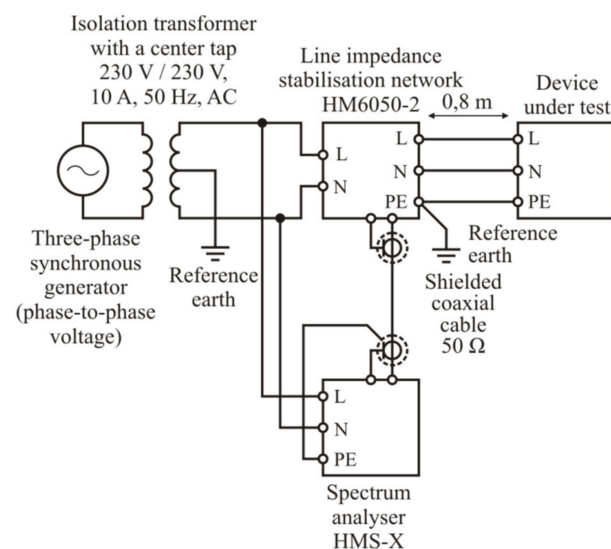 Isolation transformer
with a center tap
230 V / 230 V,
10 A, 50 Hz, AC
Line impedance
stabilisation network
HM6050-2
0,8 m
Device
under test
L
N
L
N
PE
L
N
PE
Three-phase
synchronous
generator
(phase-to-phase
voltage)
Reference
earth
Reference
earth
Shielded
coaxial
cable
50 Ω
L
N
PE
Spectrum
analyser
HMS-X